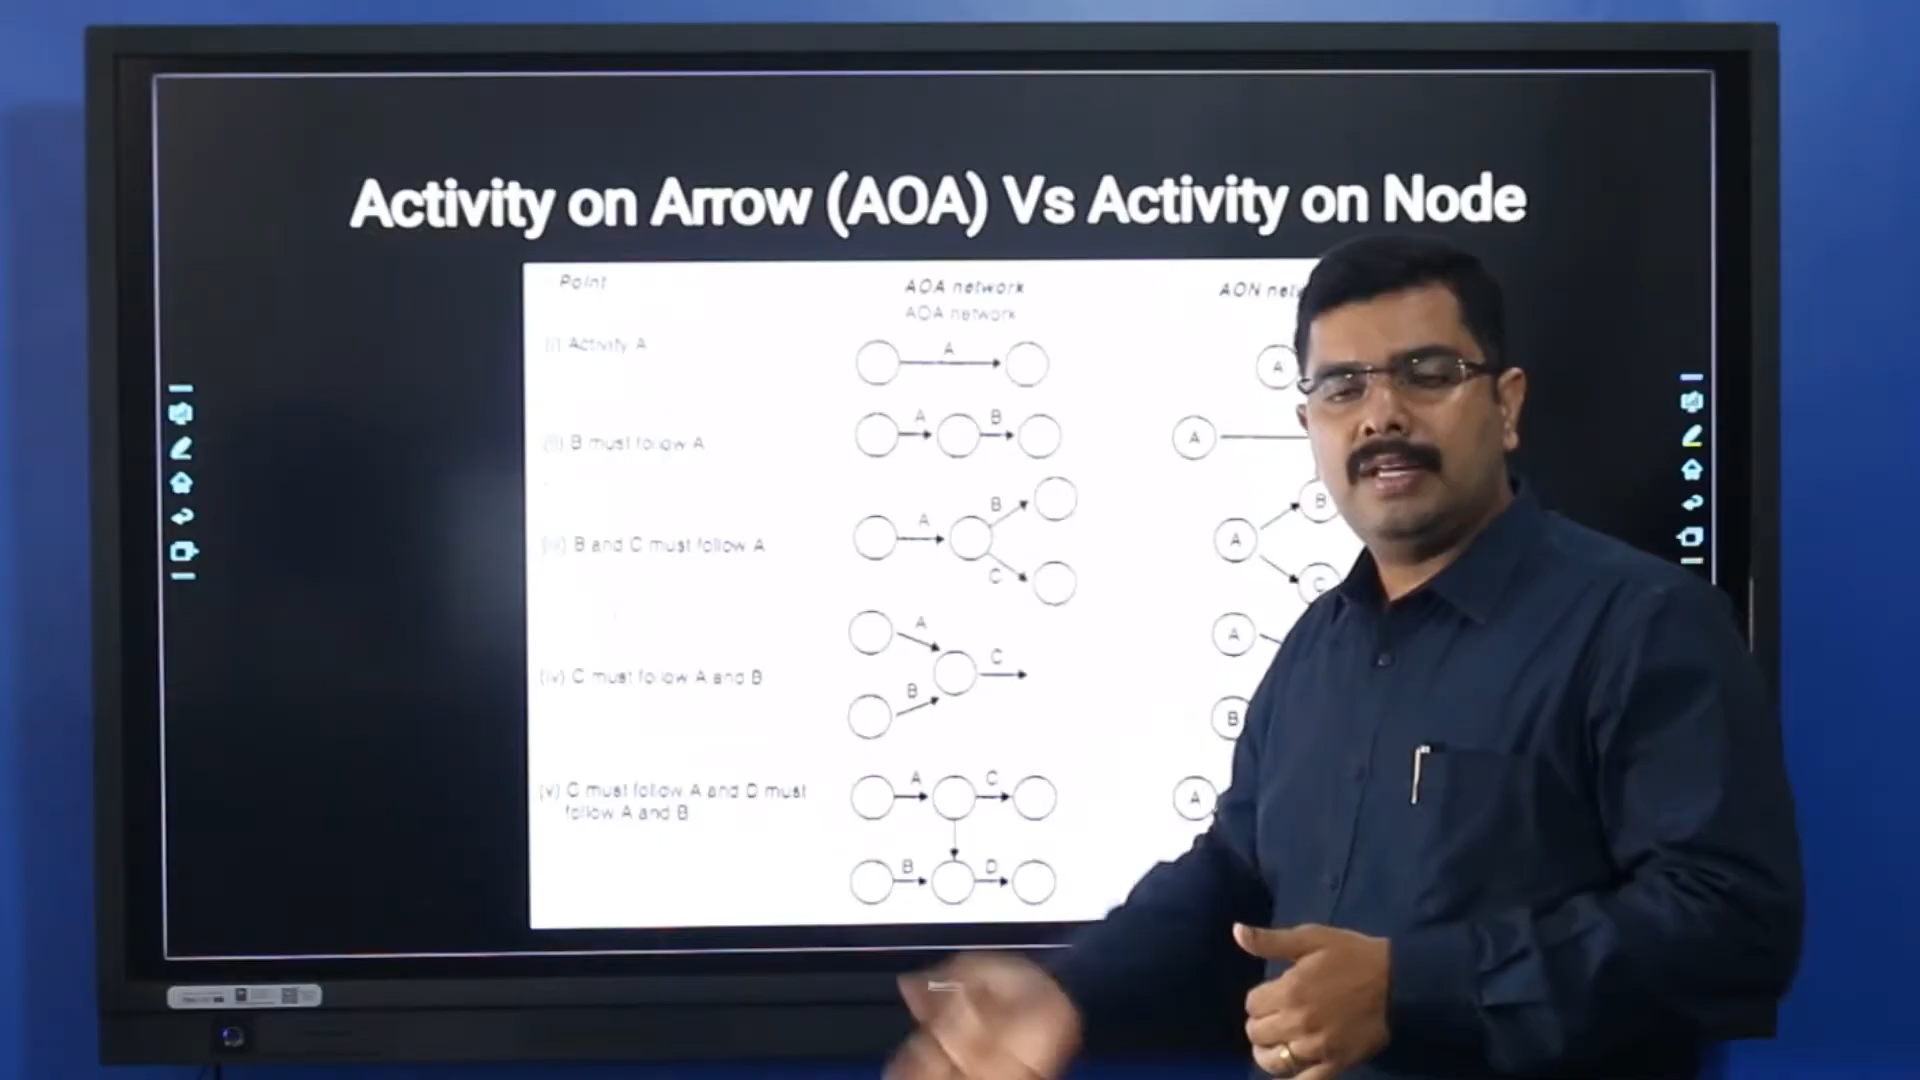 Activity on Arrow (AOA) Vs Activity on Node
Point
AOA network
AON
AOA network
(i) Activity A
A
A
(ii) B must follow A
A
B
A
(iii) B and C must follow A
A
B
C
A
B
C
(iv) C must follow A and B
A
B
C
A
B
(v) C must follow A and D must
follow A and B
A
C
B
D
A